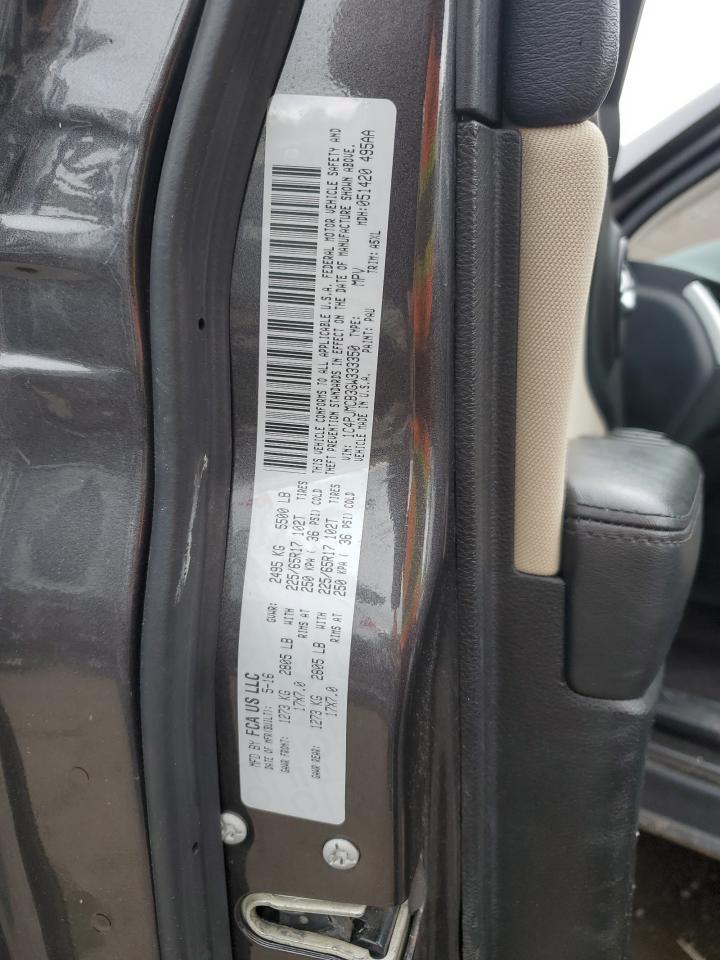 MFD BY FCA US LLC
DATE OF MFR(BUILT): 5-16 GVWR: 2495 KG 5500 LB
GAWR FRONT: 1273 KG 2805 LB WITH 225/65R17 102T TIRES
17X7.0 RIMS AT 250 KPA ( 36 PSI) COLD
GAWR REAR: 1273 KG 2805 LB WITH 225/65R17 102T TIRES
17X7.0 RIMS AT 250 KPA ( 36 PSI) COLD
THIS VEHICLE CONFORMS TO ALL APPLICABLE U.S.A. FEDERAL MOTOR VEHICLE SAFETY AND
THEFT PREVENTION STANDARDS IN EFFECT ON THE DATE OF MANUFACTURE SHOWN ABOVE.
VIN: 1C4PJMCB3GW333350 TYPE: MPV MDH:051420 495AA
VEHICLE MADE IN U.S.A. PAINT: PAU TRIM: A5XL